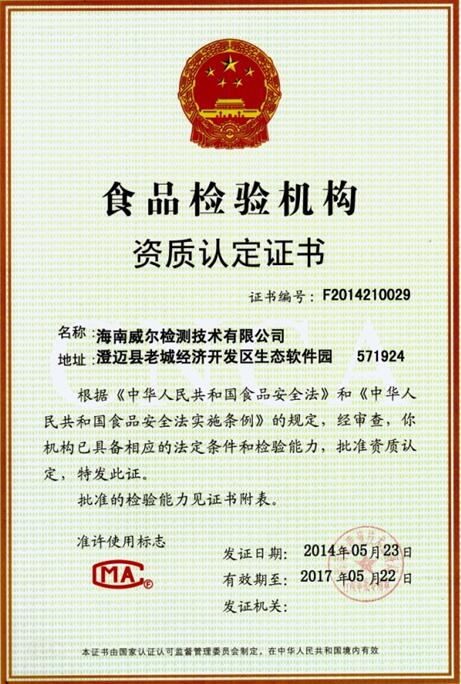 食品检验机构
资质认定证书
证书编号：F2014210029
名称：海南威尔检测技术有限公司
地址：澄迈县老城经济开发区生态软件园 571924
根据《中华人民共和国食品安全法》和《中华人
民共和国食品安全法实施条例》的规定，经审查，你
机构已具备相应的法定条件和检验能力，批准资质认
定，特发此证。
批准的检验能力见证书附表。
准许使用标志
CMA F
发证日期：2014年05月23日
有效期至：2017年05月22日
发证机关：
本证书由国家认证认可监督管理委员会制定，在中华人民共和国境内有效
CNCA